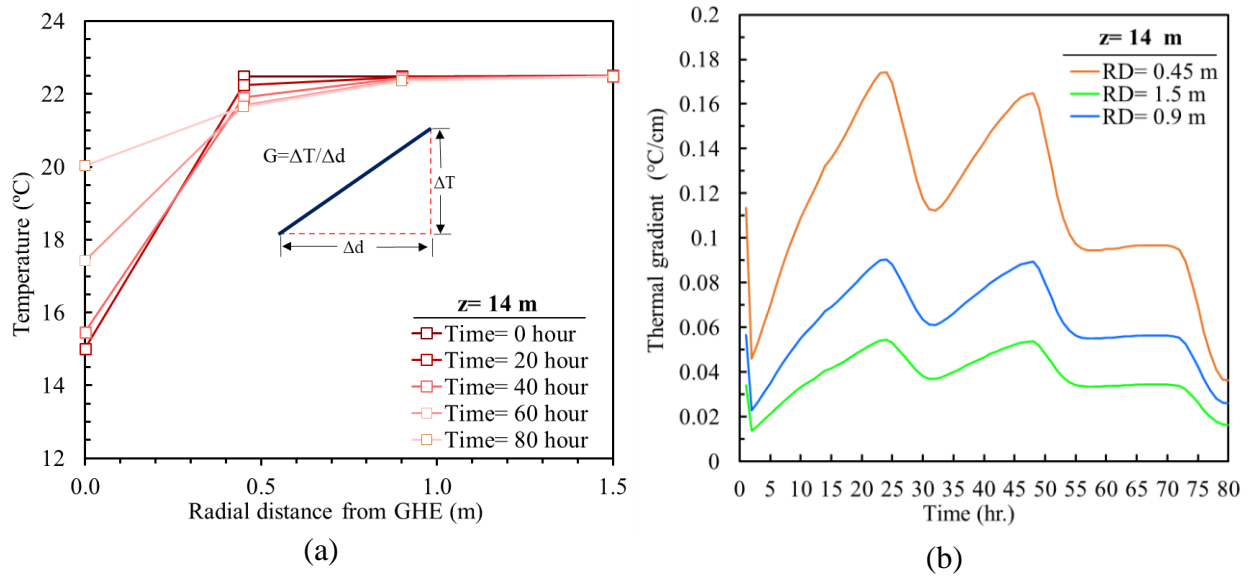 24
22
20
18
16
14
12
Temperature (ºC)
G=ΔT/Δd
ΔT
Δd
z= 14 m
Time= 0 hour
Time= 20 hour
Time= 40 hour
Time= 60 hour
Time= 80 hour
0.0 0.5 1.0 1.5
Radial distance from GHE (m)
(a)
0.2
0.18
0.16
0.14
0.12
0.1
0.08
0.06
0.04
0.02
0
Thermal gradient (°C/cm)
z= 14 m
RD= 0.45 m
RD= 1.5 m
RD= 0.9 m
0 5 10 15 20 25 30 35 40 45 50 55 60 65 70 75 80
Time (hr.)
(b)